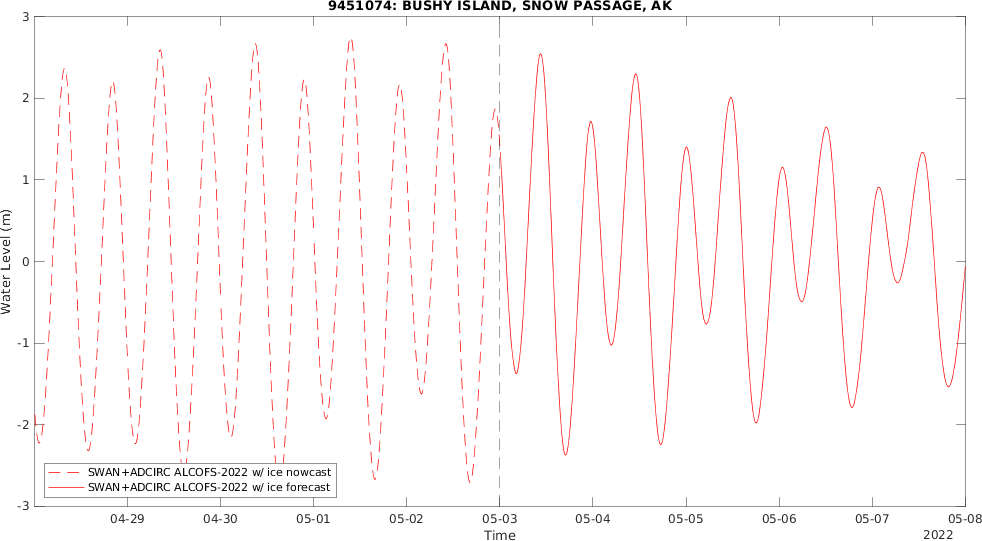 9451074: BUSHY ISLAND, SNOW PASSAGE, AK
3
2
1
0
-1
-2
-3
Water Level (m)
SWAN+ADCIRC ALCOFS-2022 w/ ice nowcast
SWAN+ADCIRC ALCOFS-2022 w/ ice forecast
04-29 04-30 05-01 05-02 05-03 05-04 05-05 05-06 05-07 05-08
Time
2022